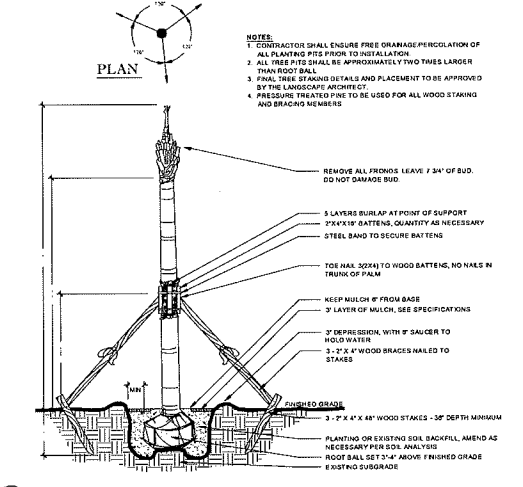 120°
120°
120°
PLAN
NOTES:
1. CONTRACTOR SHALL ENSURE FREE DRAINAGE/PERCOLATION OF
ALL PLANTING PITS PRIOR TO INSTALLATION.
2. ALL TREE PITS SHALL BE APPROXIMATELY TWO TIMES LARGER
THAN ROOT BALL
3. FINAL TREE STAKING DETAILS AND PLACEMENT TO BE APPROVED
BY THE LANDSCAPE ARCHITECT.
4. PRESSURE TREATED PINE TO BE USED FOR ALL WOOD STAKING
AND BRACING MEMBERS
REMOVE ALL FRONDS. LEAVE 7 3/4" OF BUD.
DO NOT DAMAGE BUD.
5 LAYERS BURLAP AT POINT OF SUPPORT
2"X4"X16" BATTENS, QUANTITY AS NECESSARY
STEEL BAND TO SECURE BATTENS
TOE NAIL 3(2X4) TO WOOD BATTENS, NO NAILS IN
TRUNK OF PALM
KEEP MULCH 6" FROM BASE
3" LAYER OF MULCH, SEE SPECIFICATIONS
3" DEPRESSION, WITH 6" SAUCER TO
HOLD WATER
3 - 2" X 4" WOOD BRACES NAILED TO
STAKES
MIN
FINISHED GRADE
3 - 2" X 4" X 48" WOOD STAKES - 36" DEPTH MINIMUM
PLANTING OR EXISTING SOIL BACKFILL, AMEND AS
NECESSARY PER SOIL ANALYSIS
ROOT BALL SET 3"-4" ABOVE FINISHED GRADE
EXISTING SUBGRADE